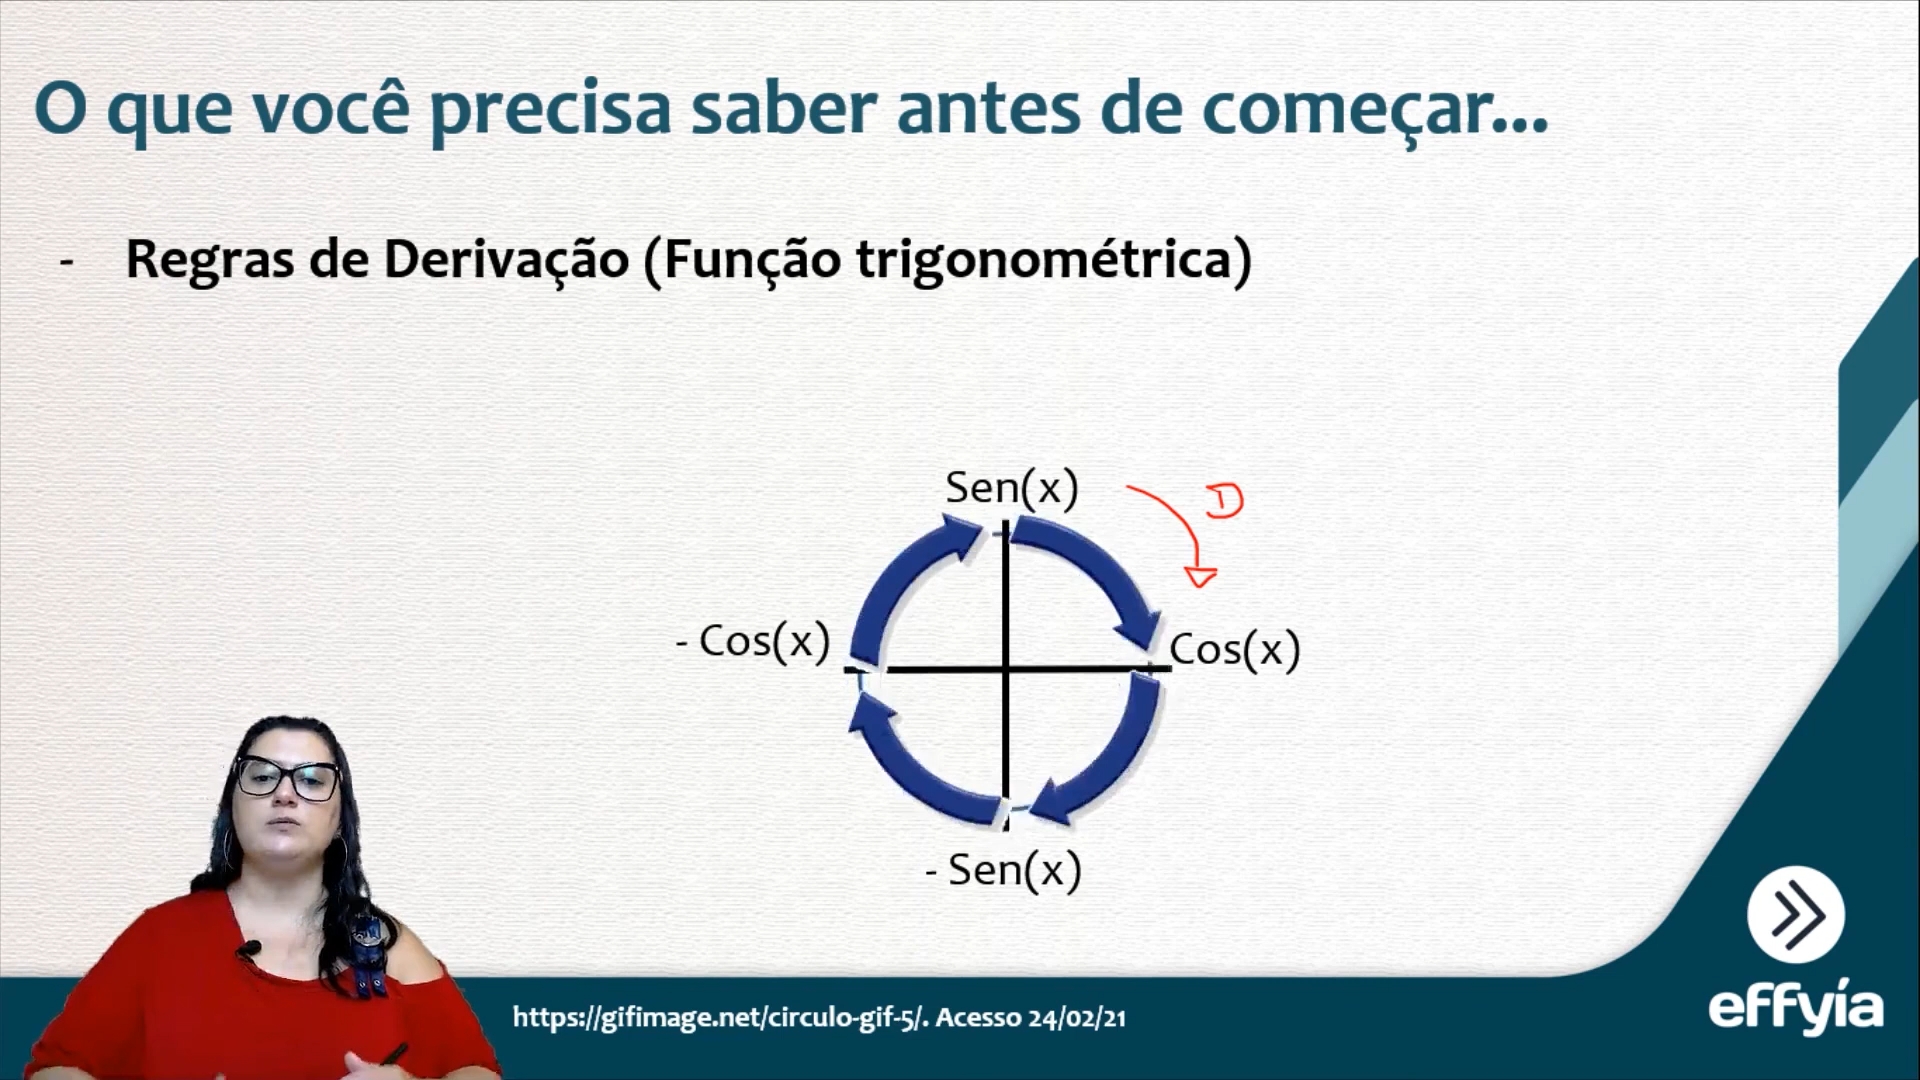 O que você precisa saber antes de começar...
- Regras de Derivação (Função trigonométrica)
Sen(x)
D
- Cos(x)
Cos(x)
- Sen(x)
https://gifimage.net/circulo-gif-5/. Acesso 24/02/21
effyía